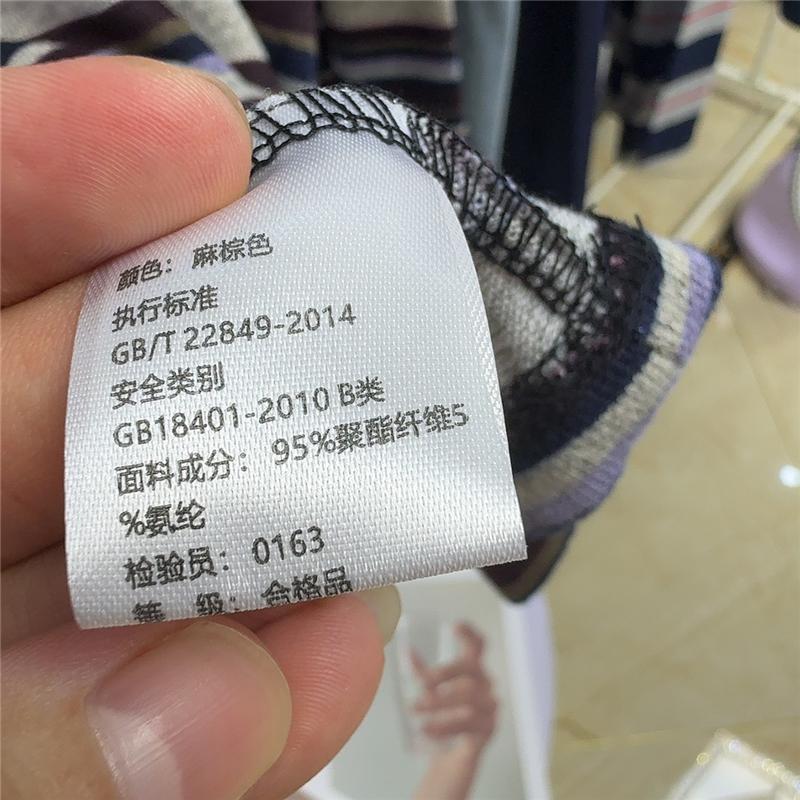 颜色：麻棕色
执行标准
GB/T 22849-2014
安全类别
GB18401-2010 B类
面料成分：95%聚酯纤维5
%氨纶
检验员：0163
等 级：合格品